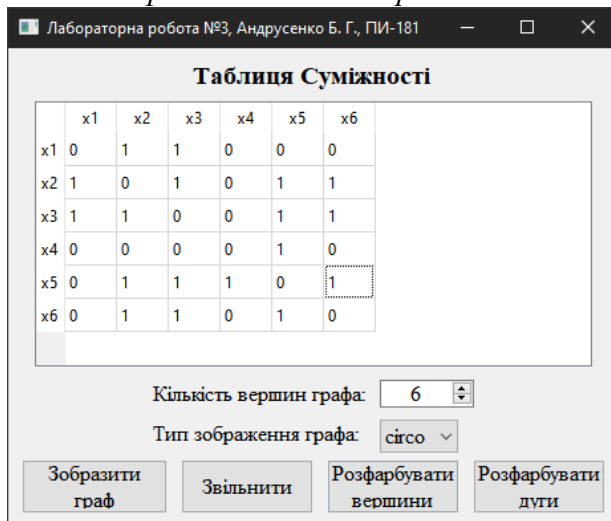 Лабораторна робота №3, Андрусенко Б. Г., ПИ-181
Таблиця Суміжності
x1 x2 x3 x4 x5 x6
x1 0 1 1 0 0 0
x2 1 0 1 0 1 1
x3 1 1 0 0 1 1
x4 0 0 0 0 1 0
x5 0 1 1 1 0 1
x6 0 1 1 0 1 0
Кількість вершин графа: 6
Тип зображення графа: circo
Зобразити граф
Звільнити
Розфарбувати вершини
Розфарбувати дуги